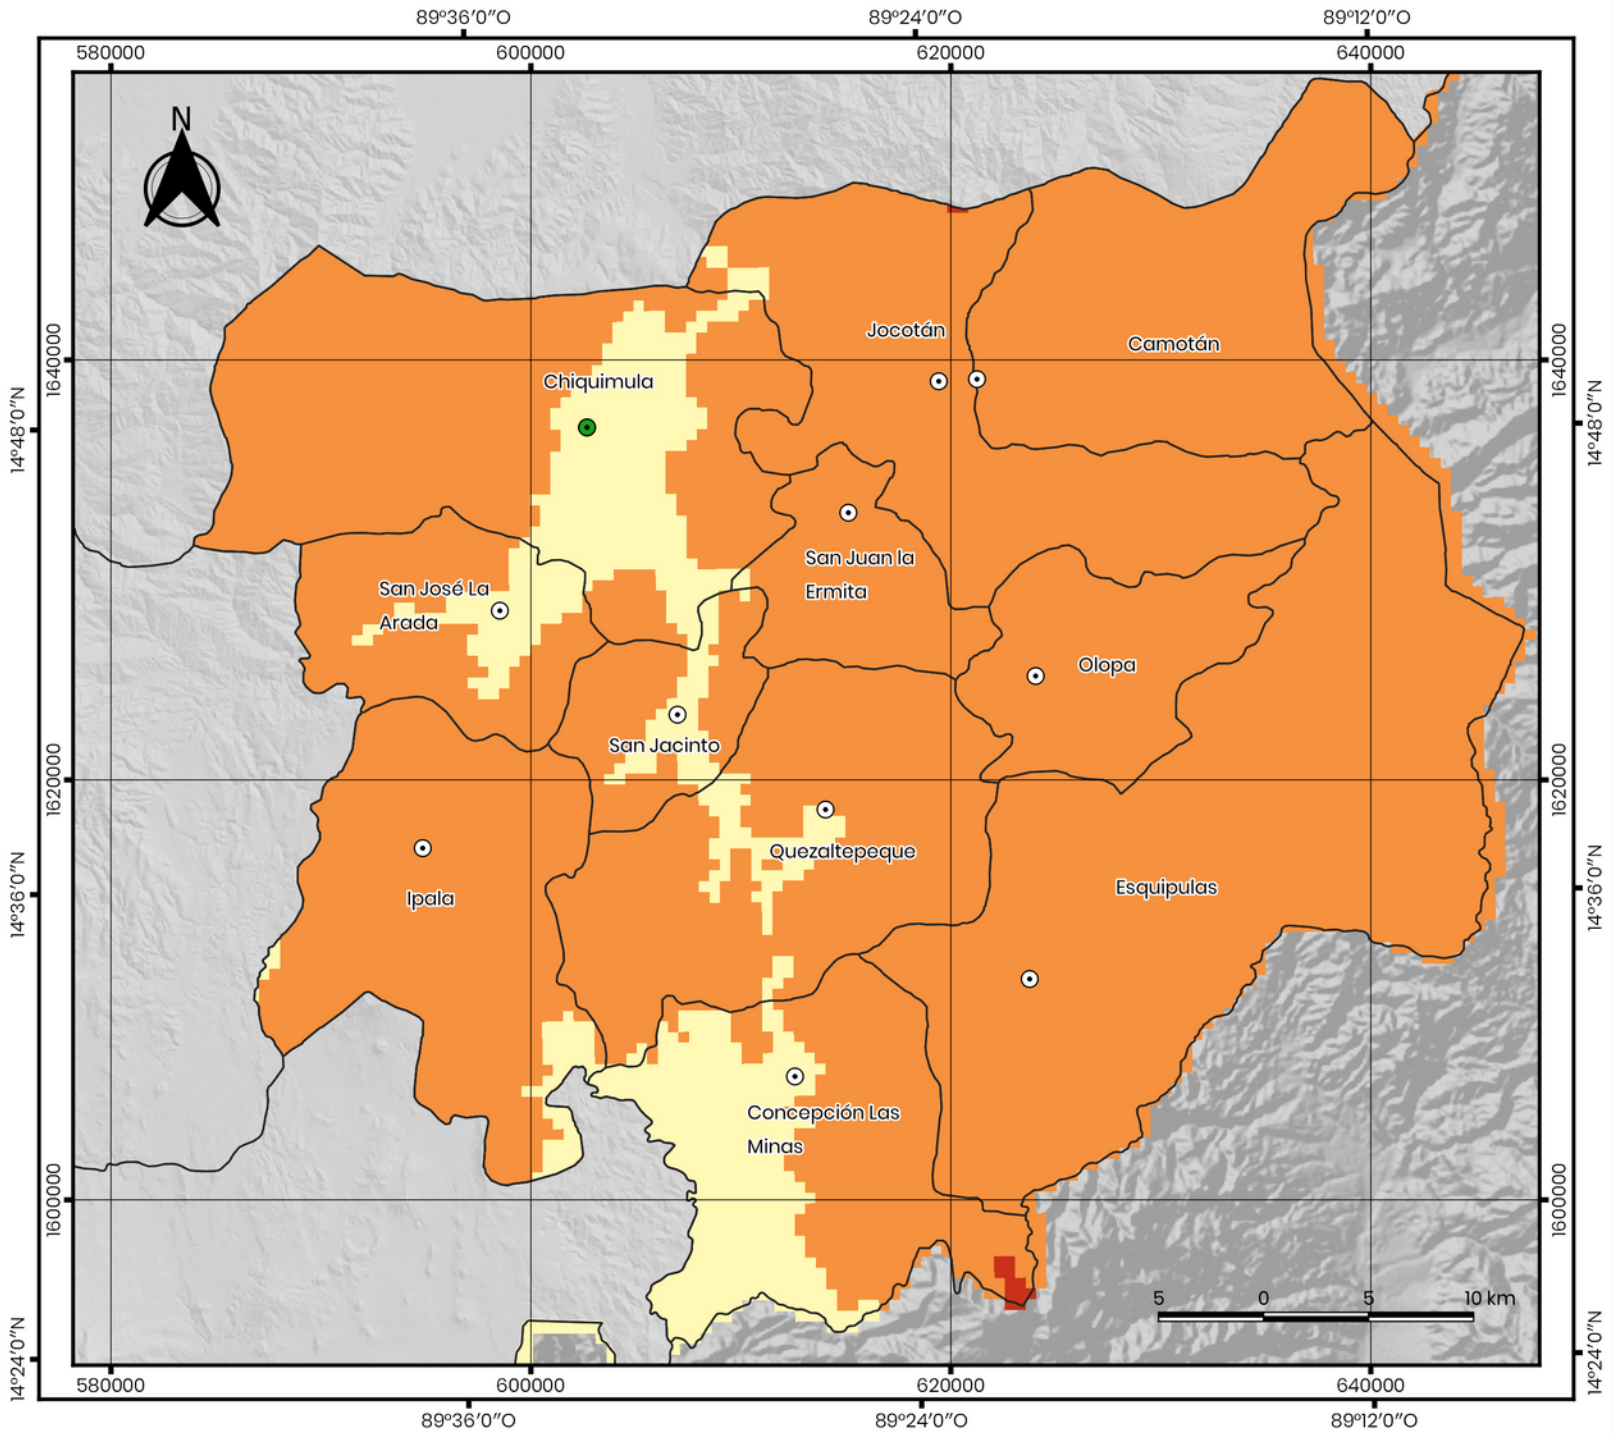 89°36'0"O 89°24'0"O 89°12'0"O
580000 600000 620000 640000
N
1640000 1640000
14°48'0"N 14°48'0"N
Jocotán
Camotán
Chiquimula
San Juan la
Ermita
San José La
Arada
Olopa
San Jacinto
1620000 1620000
Quezaltepeque
14°36'0"N 14°36'0"N
Esquipulas
Ipala
Concepción Las
Minas
1600000 1600000
5 0 5 10 km
14°24'0"N 14°24'0"N
580000 600000 620000 640000
89°36'0"O 89°24'0"O 89°12'0"O